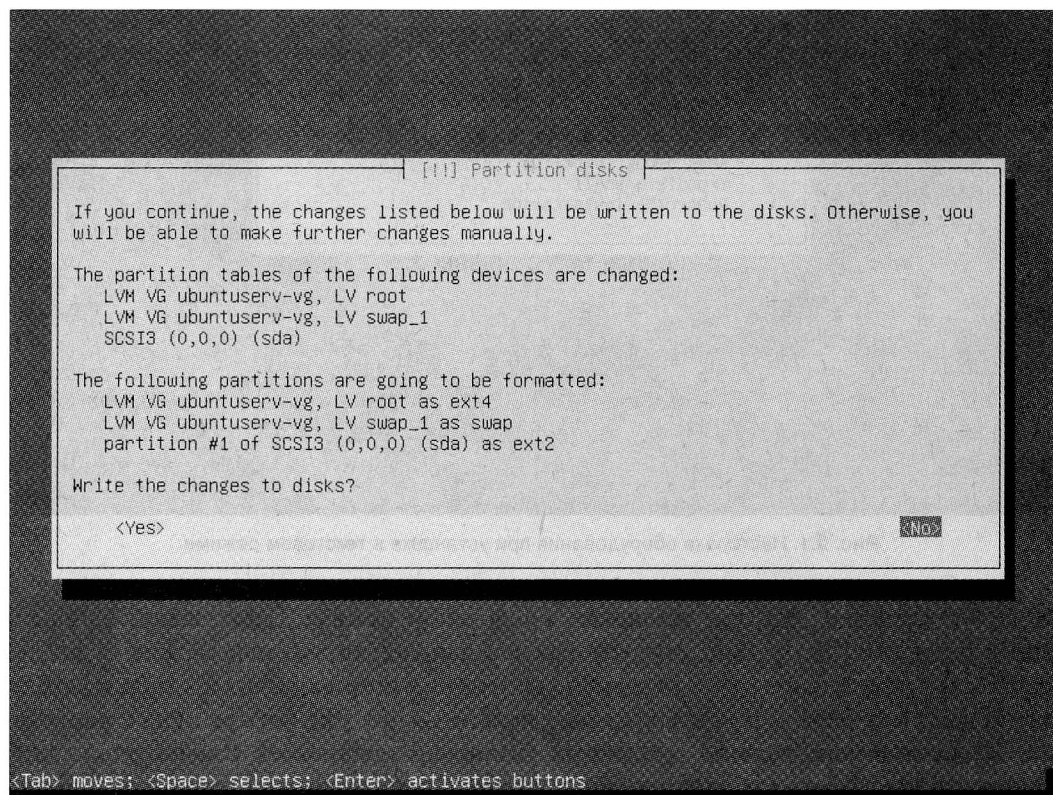 [!!] Partition disks
If you continue, the changes listed below will be written to the disks. Otherwise, you
will be able to make further changes manually.
The partition tables of the following devices are changed:
LVM VG ubuntuserv-vg, LV root
LVM VG ubuntuserv-vg, LV swap_1
SCSI3 (0,0,0) (sda)
The following partitions are going to be formatted:
LVM VG ubuntuserv-vg, LV root as ext4
LVM VG ubuntuserv-vg, LV swap_1 as swap
partition #1 of SCSI3 (0,0,0) (sda) as ext2
Write the changes to disks?
<Yes> <No>
<Tab> moves; <Space> selects; <Enter> activates buttons